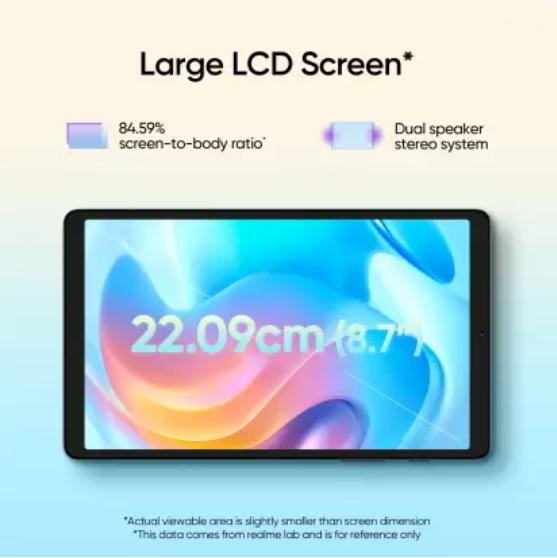 Large LCD Screen*
84.59%
screen-to-body ratio*
Dual speaker
stereo system
22.09cm (8.7")
*Actual viewable area is slightly smaller than screen dimension
*This data comes from realme lab and is for reference only